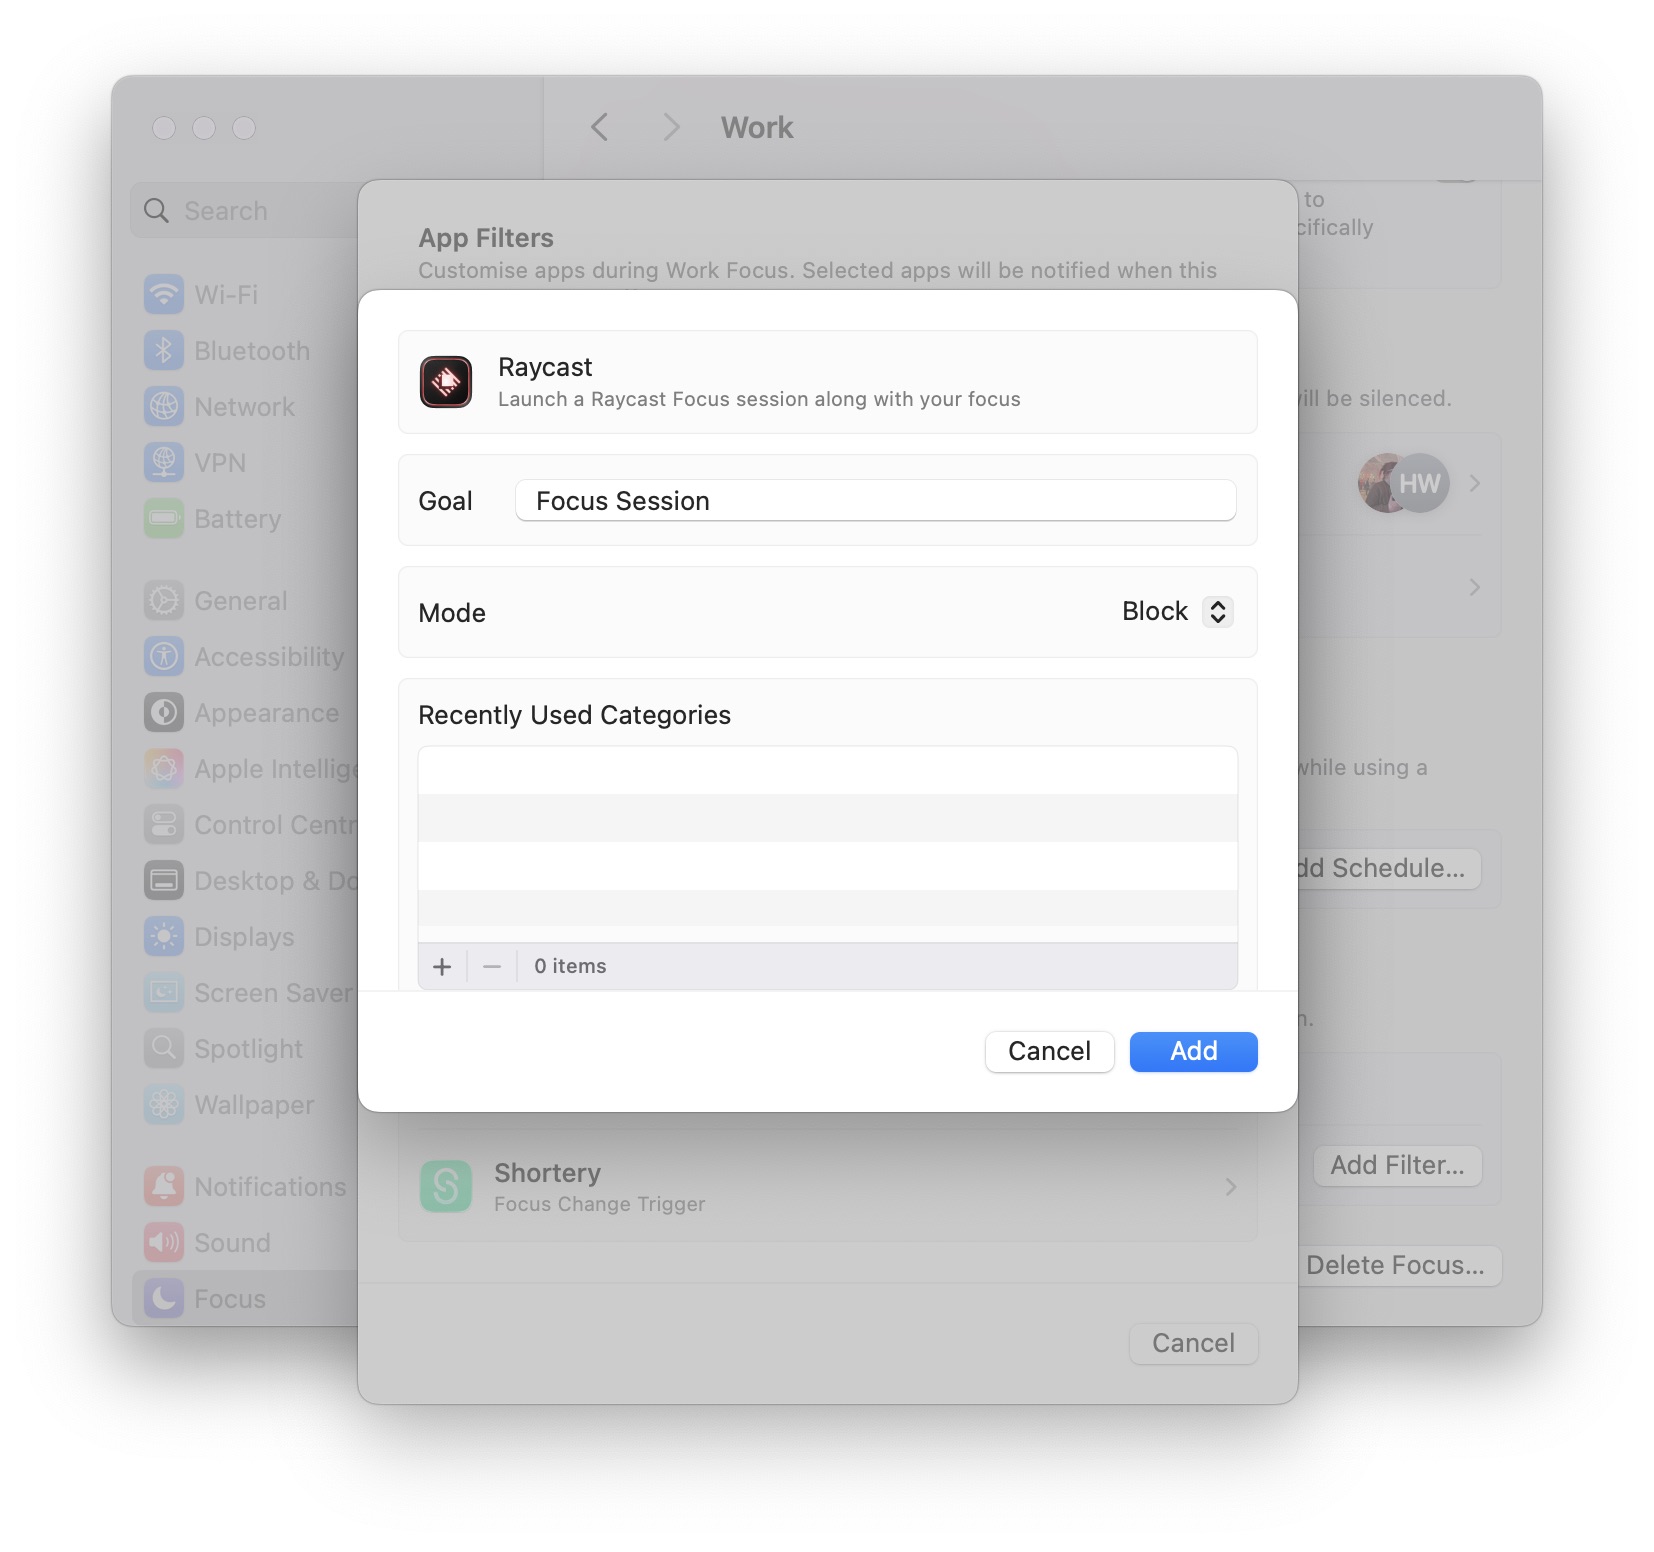 Work
Search
Wi-Fi
Bluetooth
Network
VPN
Battery
General
Accessibility
Appearance
Apple Intellige
Control Centr
Desktop & Do
Displays
Screen Saver
Spotlight
Wallpaper
Notifications
Sound
Focus
App Filters
Customise apps during Work Focus. Selected apps will be notified when this
Raycast
Launch a Raycast Focus session along with your focus
Goal
Focus Session
Mode
Block
Recently Used Categories
0 items
Cancel
Add
Shortery
Focus Change Trigger
Cancel
to
cifically
ill be silenced.
HW
while using a
dd Schedule...
n.
Add Filter...
Delete Focus...